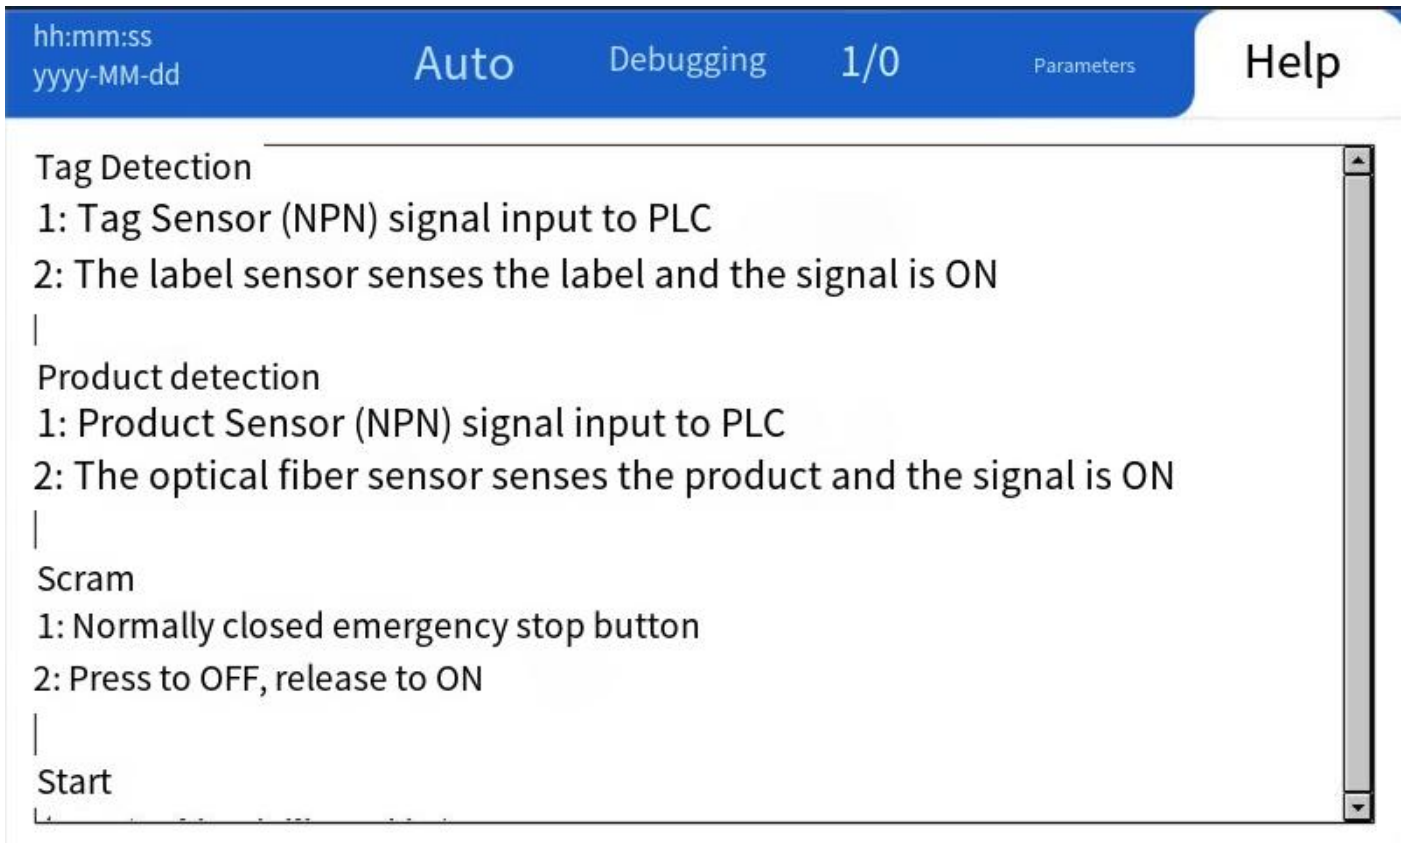 hh:mm:ss
yyyy-MM-dd
Auto
Debugging
1/0
Parameters
Help
Tag Detection
1: Tag Sensor (NPN) signal input to PLC
2: The label sensor senses the label and the signal is ON
Product detection
1: Product Sensor (NPN) signal input to PLC
2: The optical fiber sensor senses the product and the signal is ON
Scram
1: Normally closed emergency stop button
2: Press to OFF, release to ON
Start